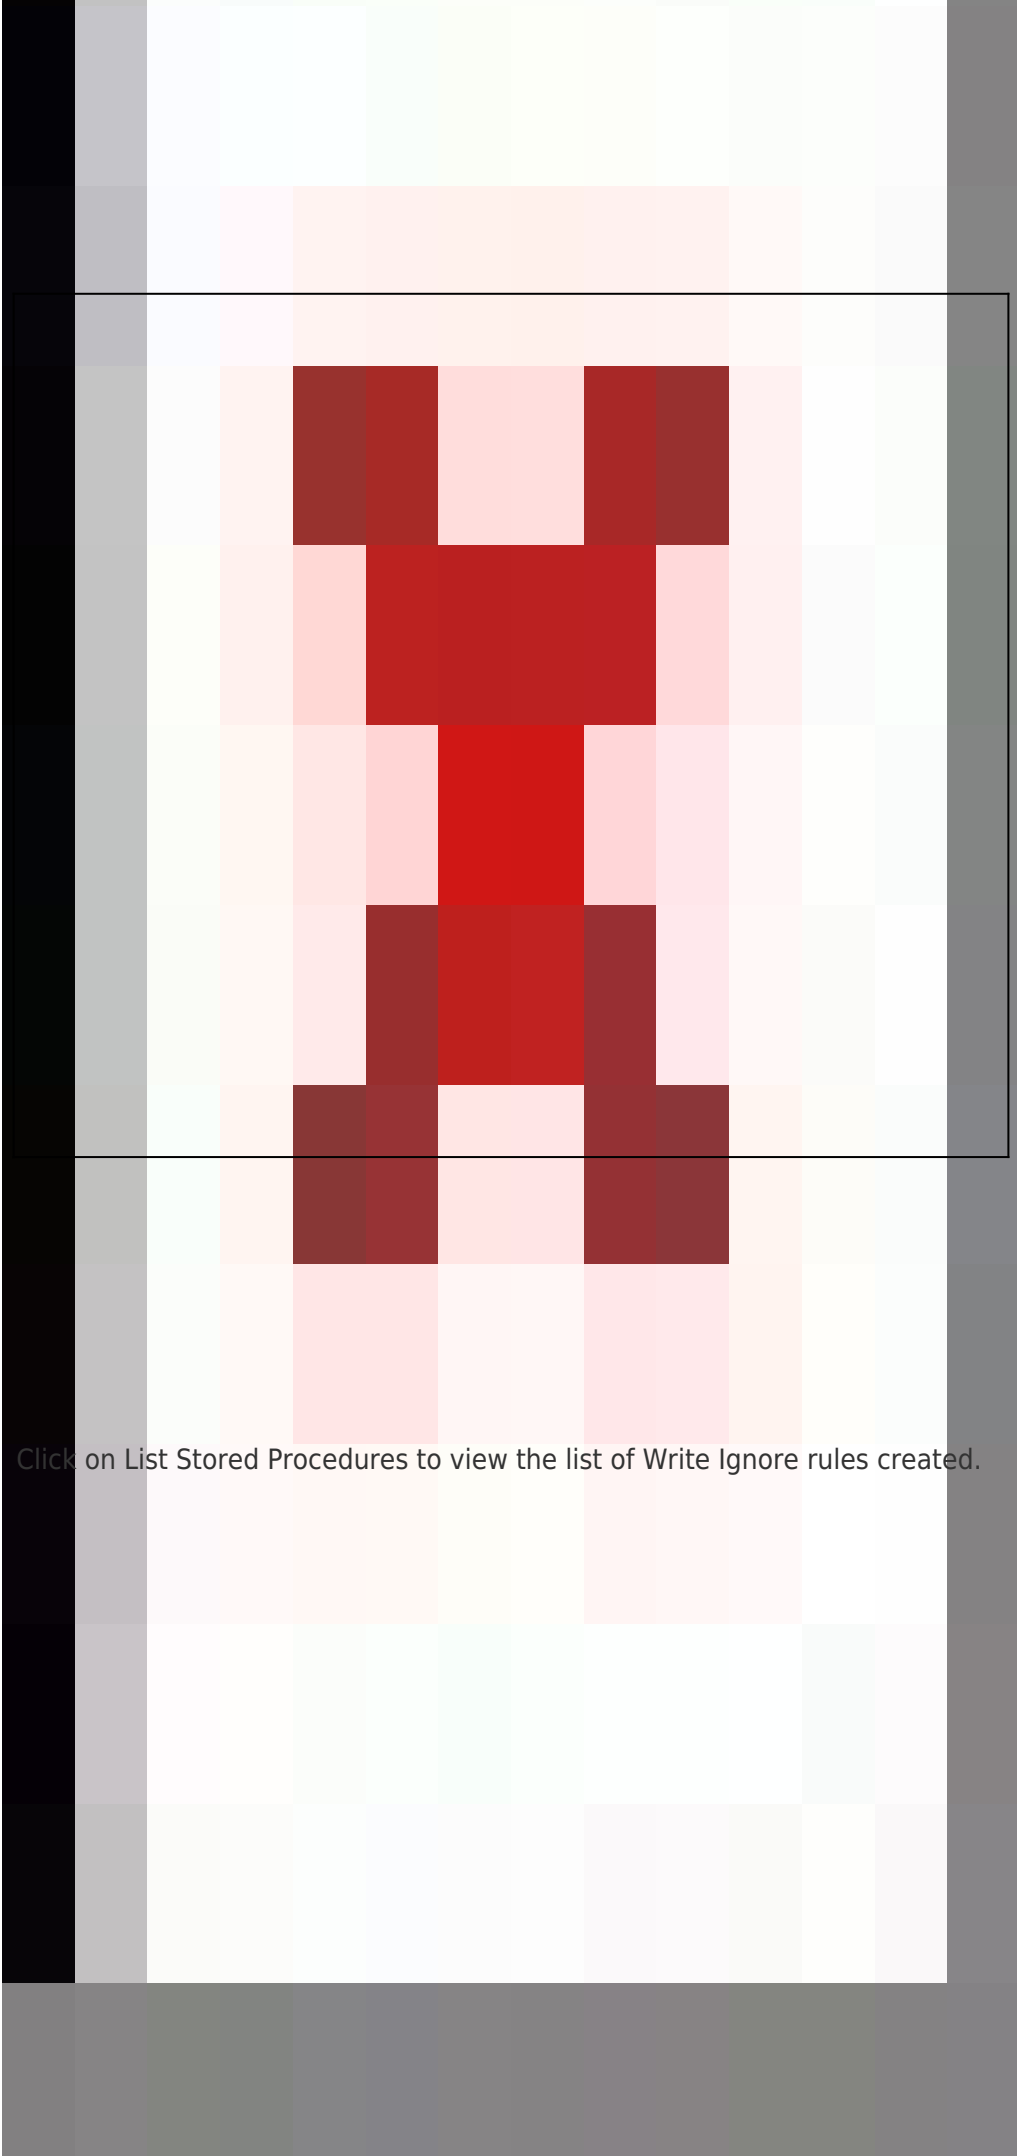 Click on List Stored Procedures to view the list of Write Ignore rules created.